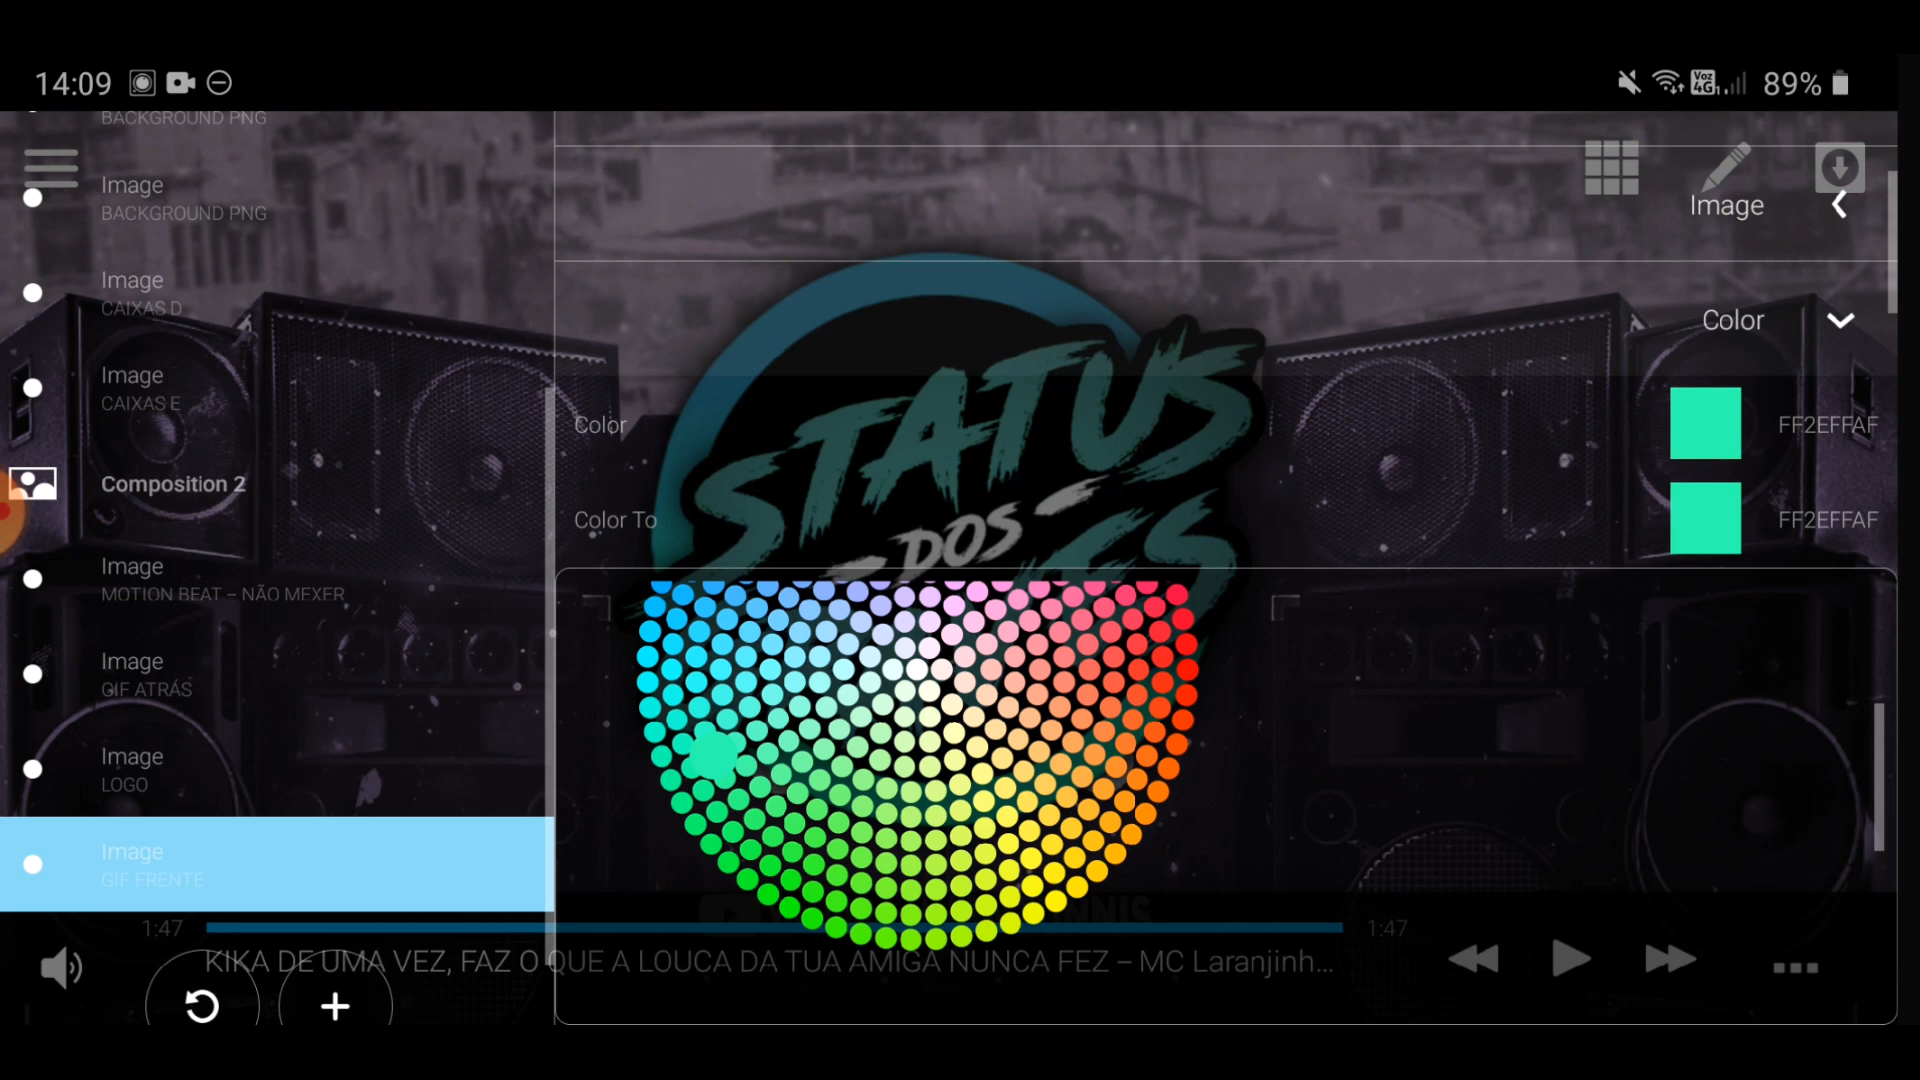 14:09
Voz
4G
89%
BACKGROUND PNG
Image
BACKGROUND PNG
Image
CAIXAS D
Image
CAIXAS E
Composition 2
Image
MOTION BEAT – NÃO MEXER
Image
GIF ATRÁS
Image
LOGO
Image
GIF FRENTE
Image
Color
Color
FF2EFFAF
Color To
FF2EFFAF
STATUS
DOS
1:47
1:47
KIKA DE UMA VEZ, FAZ O QUE A LOUCA DA TUA AMIGA NUNCA FEZ – MC Laranjinh...